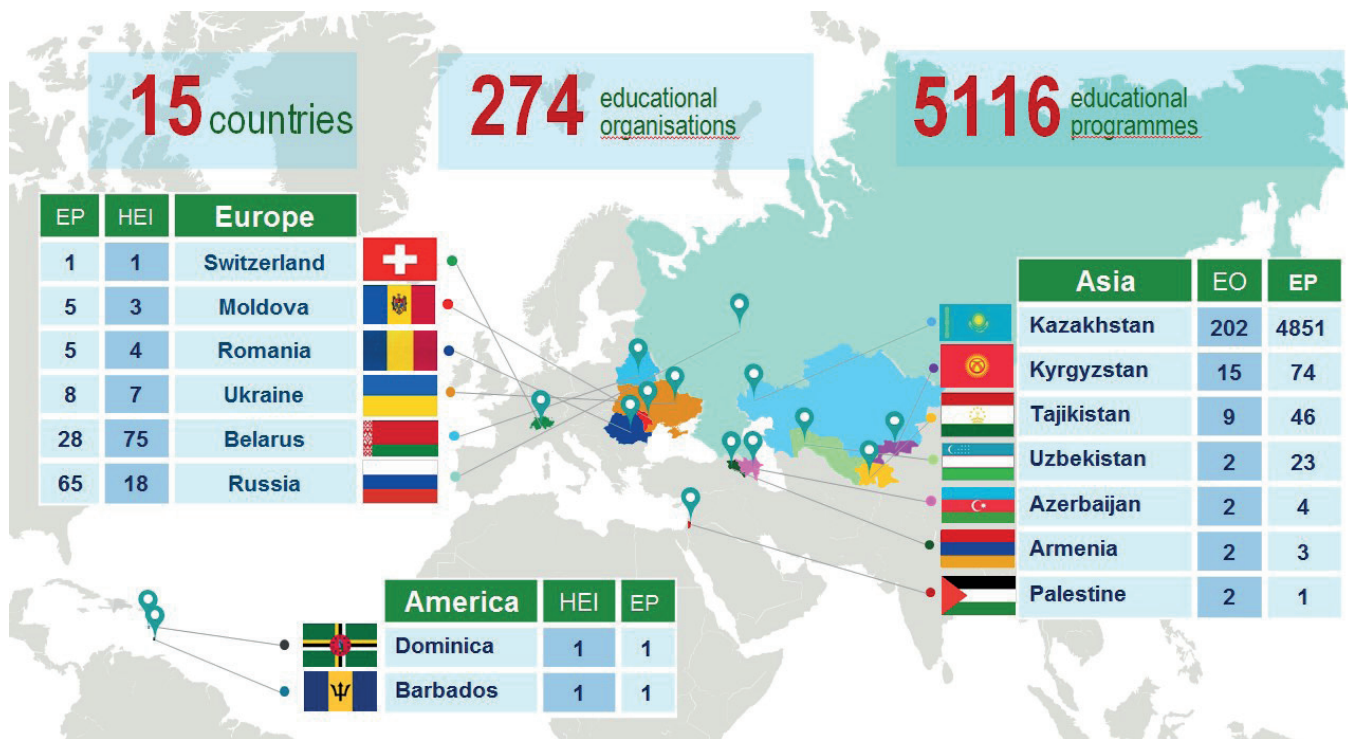 15 countries
274 educational organisations
5116 educational programmes
EP HEI Europe
1 1 Switzerland
5 3 Moldova
5 4 Romania
8 7 Ukraine
28 75 Belarus
65 18 Russia
Asia EO EP
Kazakhstan 202 4851
Kyrgyzstan 15 74
Tajikistan 9 46
Uzbekistan 2 23
Azerbaijan 2 4
Armenia 2 3
Palestine 2 1
America HEI EP
Dominica 1 1
Barbados 1 1